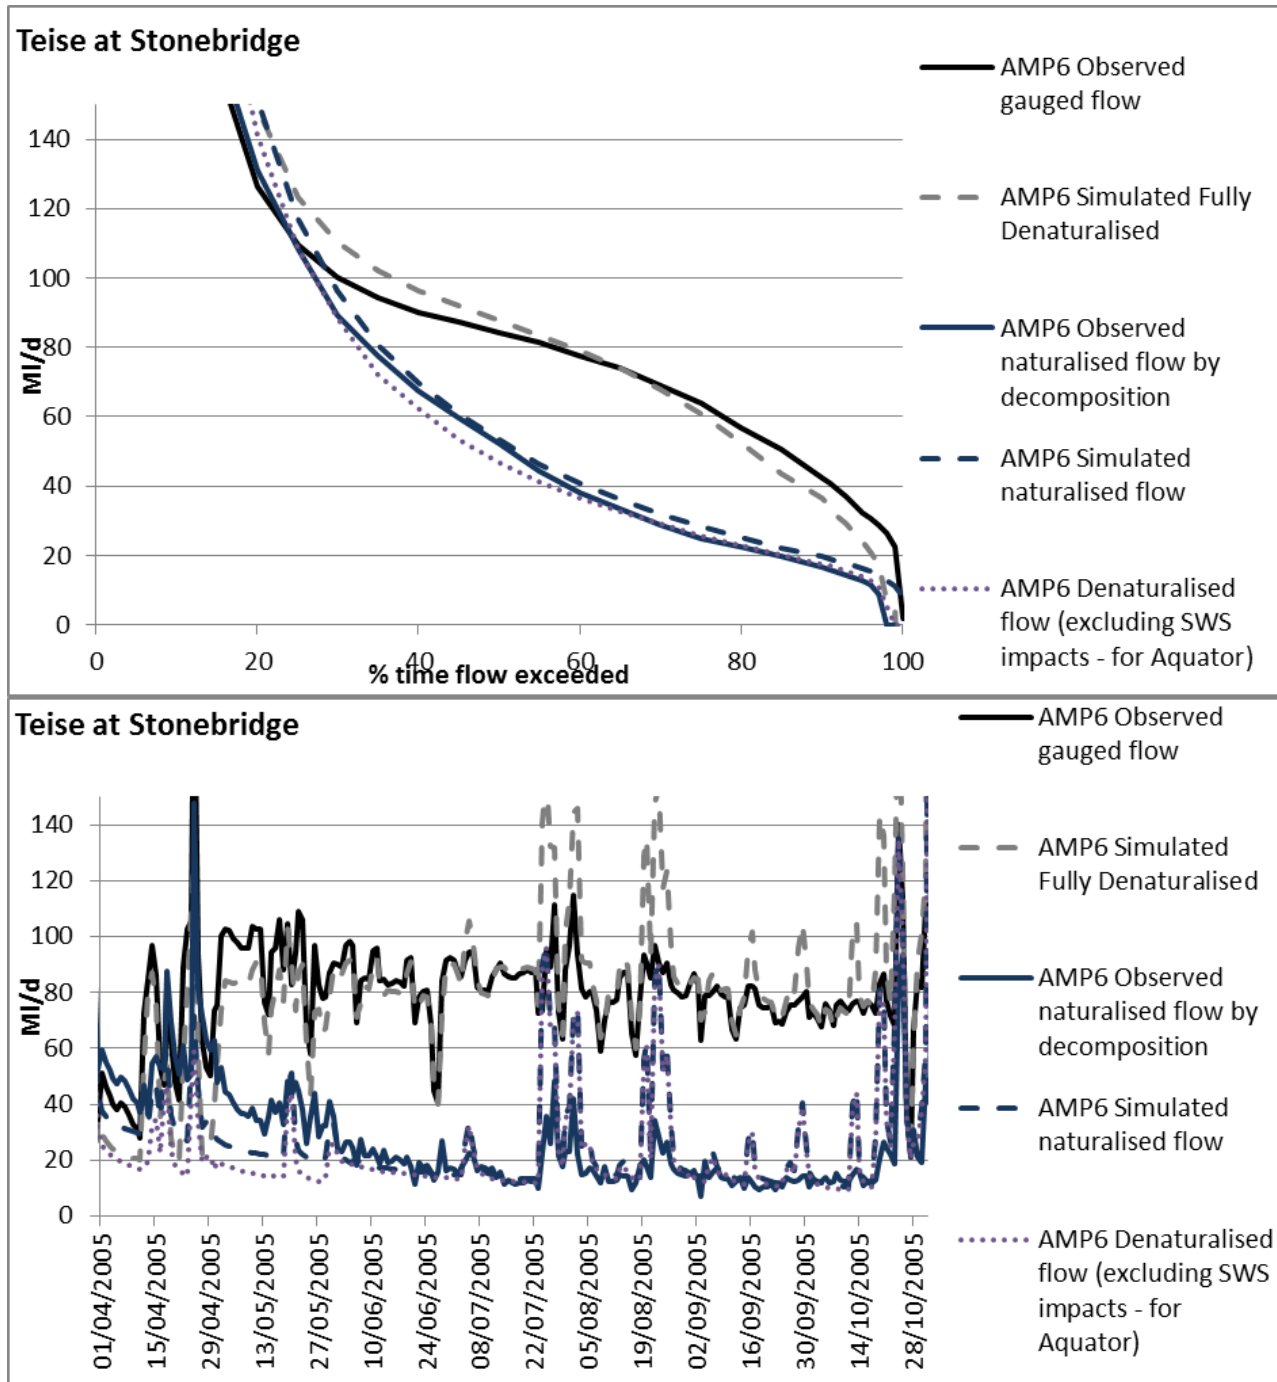 Teise at Stonebridge
AMP6 Observed
gauged flow
AMP6 Simulated Fully
Denaturalised
AMP6 Observed
naturalised flow by
decomposition
AMP6 Simulated
naturalised flow
AMP6 Denaturalised
flow (excluding SWS
impacts - for Aquator)
140
120
100
80
60
40
20
0
Ml/d
0 20 40 60 80 100
% time flow exceeded
Teise at Stonebridge
AMP6 Observed
gauged flow
AMP6 Simulated
Fully Denaturalised
AMP6 Observed
naturalised flow by
decomposition
AMP6 Simulated
naturalised flow
AMP6 Denaturalised
flow (excluding SWS
impacts - for
Aquator)
140
120
100
80
60
40
20
0
Ml/d
01/04/2005
15/04/2005
29/04/2005
13/05/2005
27/05/2005
10/06/2005
24/06/2005
08/07/2005
22/07/2005
05/08/2005
19/08/2005
02/09/2005
16/09/2005
30/09/2005
14/10/2005
28/10/2005